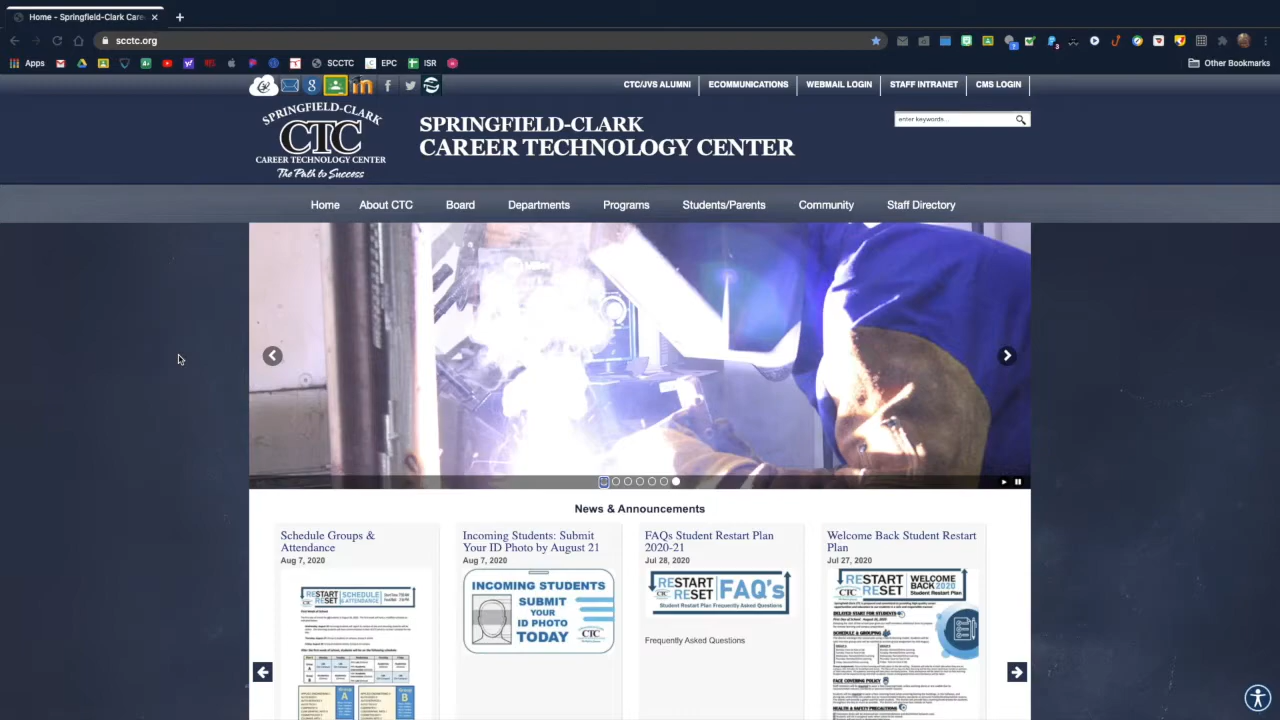 Home - Springfield-Clark Care
scctc.org
Apps
SCCTC
EPC
ISR
Other Bookmarks
CTC/JVS ALUMNI
ECOMMUNICATIONS
WEBMAIL LOGIN
STAFF INTRANET
CMS LOGIN
SPRINGFIELD-CLARK
CTC
CAREER TECHNOLOGY CENTER
The Path to Success
SPRINGFIELD-CLARK
CAREER TECHNOLOGY CENTER
enter keywords...
Home
About CTC
Board
Departments
Programs
Students/Parents
Community
Staff Directory
News & Announcements
Schedule Groups &
Attendance
Aug 7, 2020
RESTART
RESET
SCHEDULE
& ATTENDANCE
Incoming Students: Submit
Your ID Photo by August 21
Aug 7, 2020
INCOMING STUDENTS
SUBMIT
YOUR
ID PHOTO
TODAY
CTC
FAQs Student Restart Plan
2020-21
Jul 28, 2020
RESTART
RESET
FAQ's
Student Restart Plan Frequently Asked Questions
Frequently Asked Questions
Welcome Back Student Restart
Plan
Jul 27, 2020
RESTART
RESET
WELCOME
BACK 2020
Student Restart Plan
DELAYED START FOR STUDENTS
SCHEDULE & GROUPING
FACE COVERING POLICY
HEALTH & SAFETY PRECAUTIONS